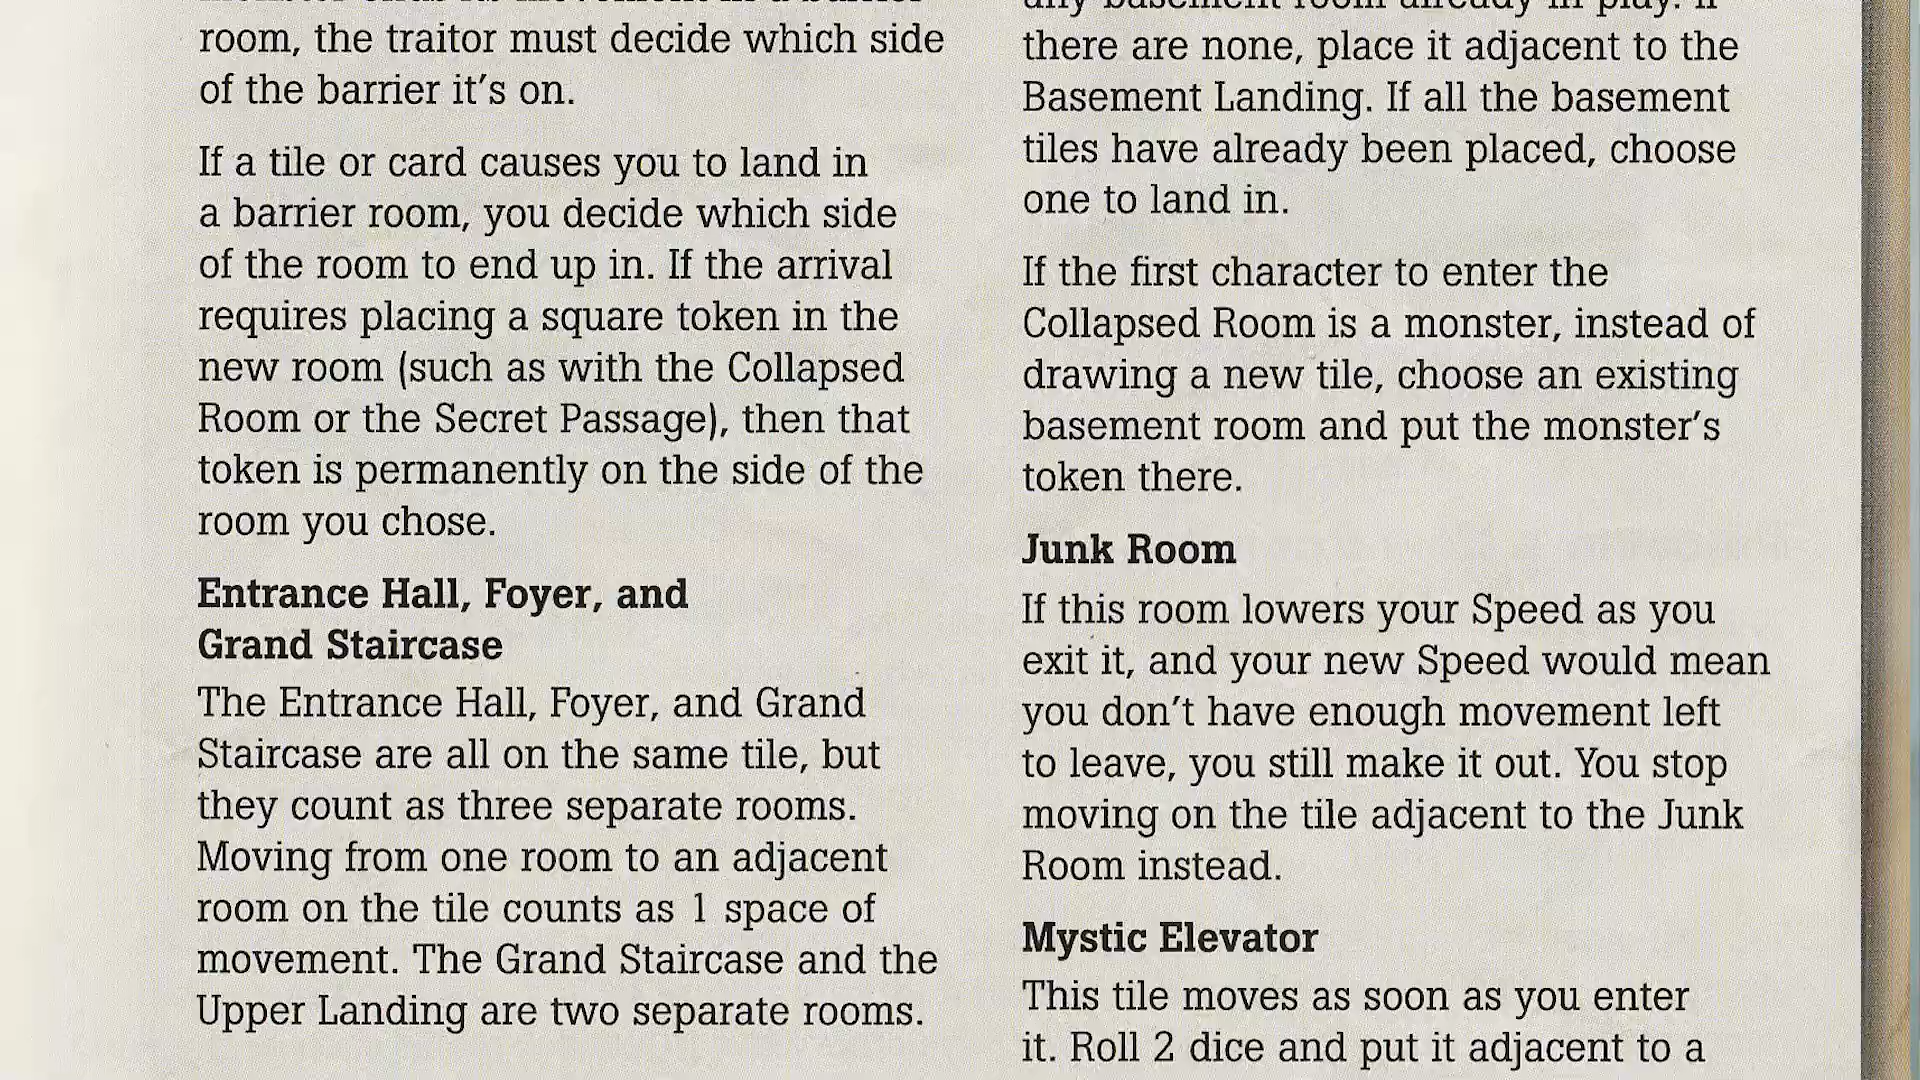 room, the traitor must decide which side
of the barrier it's on.
If a tile or card causes you to land in
a barrier room, you decide which side
of the room to end up in. If the arrival
requires placing a square token in the
new room (such as with the Collapsed
Room or the Secret Passage), then that
token is permanently on the side of the
room you chose.
Entrance Hall, Foyer, and
Grand Staircase
The Entrance Hall, Foyer, and Grand
Staircase are all on the same tile, but
they count as three separate rooms.
Moving from one room to an adjacent
room on the tile counts as 1 space of
movement. The Grand Staircase and the
Upper Landing are two separate rooms.
any basement room already in play. If
there are none, place it adjacent to the
Basement Landing. If all the basement
tiles have already been placed, choose
one to land in.
If the first character to enter the
Collapsed Room is a monster, instead of
drawing a new tile, choose an existing
basement room and put the monster's
token there.
Junk Room
If this room lowers your Speed as you
exit it, and your new Speed would mean
you don't have enough movement left
to leave, you still make it out. You stop
moving on the tile adjacent to the Junk
Room instead.
Mystic Elevator
This tile moves as soon as you enter
it. Roll 2 dice and put it adjacent to a